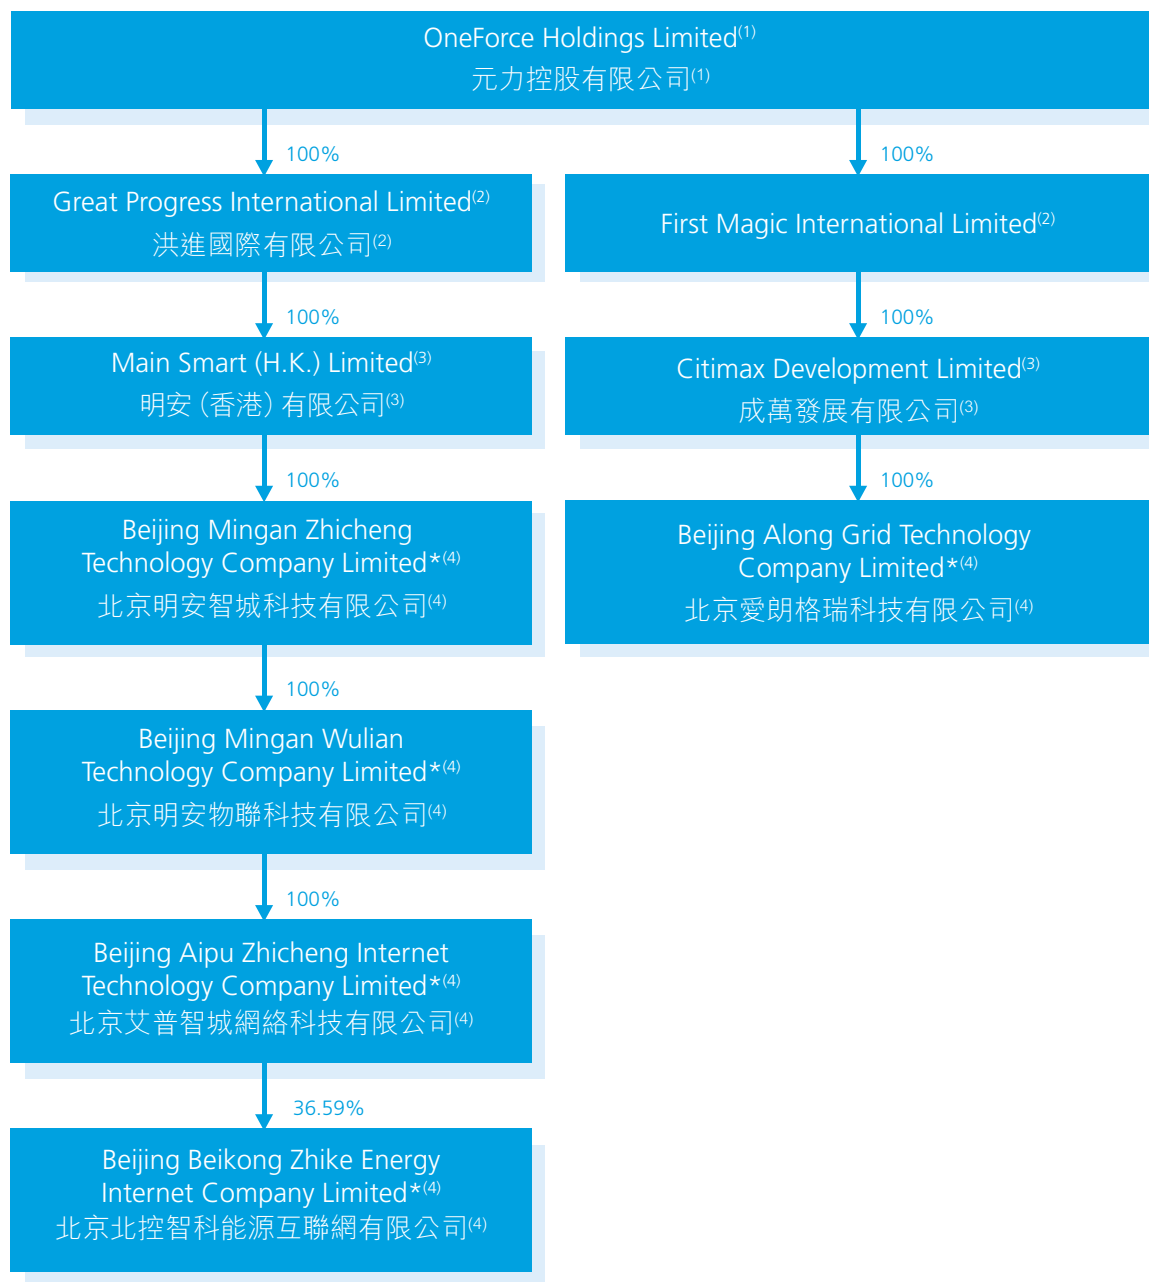 OneForce Holdings Limited(1)
元力控股有限公司(1)
100%
100%
Great Progress International Limited(2)
洪進國際有限公司(2)
First Magic International Limited(2)
100%
100%
Main Smart (H.K.) Limited(3)
明安（香港）有限公司(3)
Citimax Development Limited(3)
成萬發展有限公司(3)
100%
100%
Beijing Mingan Zhicheng
Technology Company Limited*(4)
北京明安智城科技有限公司(4)
Beijing Along Grid Technology
Company Limited*(4)
北京愛朗格瑞科技有限公司(4)
100%
Beijing Mingan Wulian
Technology Company Limited*(4)
北京明安物聯科技有限公司(4)
100%
Beijing Aipu Zhicheng Internet
Technology Company Limited*(4)
北京艾普智城網絡科技有限公司(4)
36.59%
Beijing Beikong Zhike Energy
Internet Company Limited*(4)
北京北控智科能源互聯網有限公司(4)